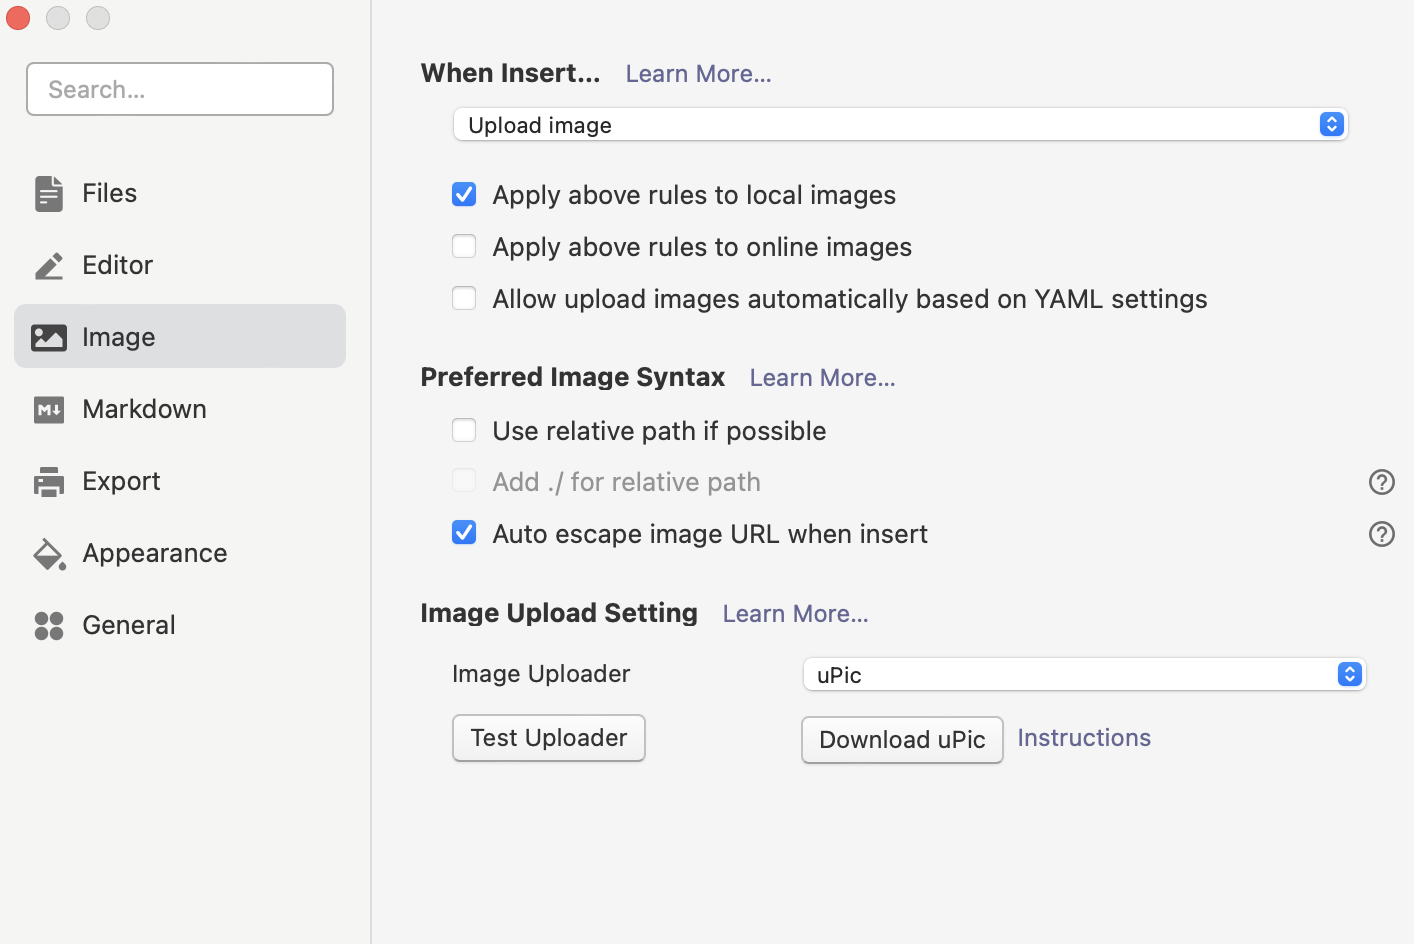 Search...
Files
Editor
Image
Markdown
Export
Appearance
General
When Insert... Learn More...
Upload image
Apply above rules to local images
Apply above rules to online images
Allow upload images automatically based on YAML settings
Preferred Image Syntax Learn More...
Use relative path if possible
Add ./ for relative path ?
Auto escape image URL when insert ?
Image Upload Setting Learn More...
Image Uploader uPic
Test Uploader Download uPic Instructions